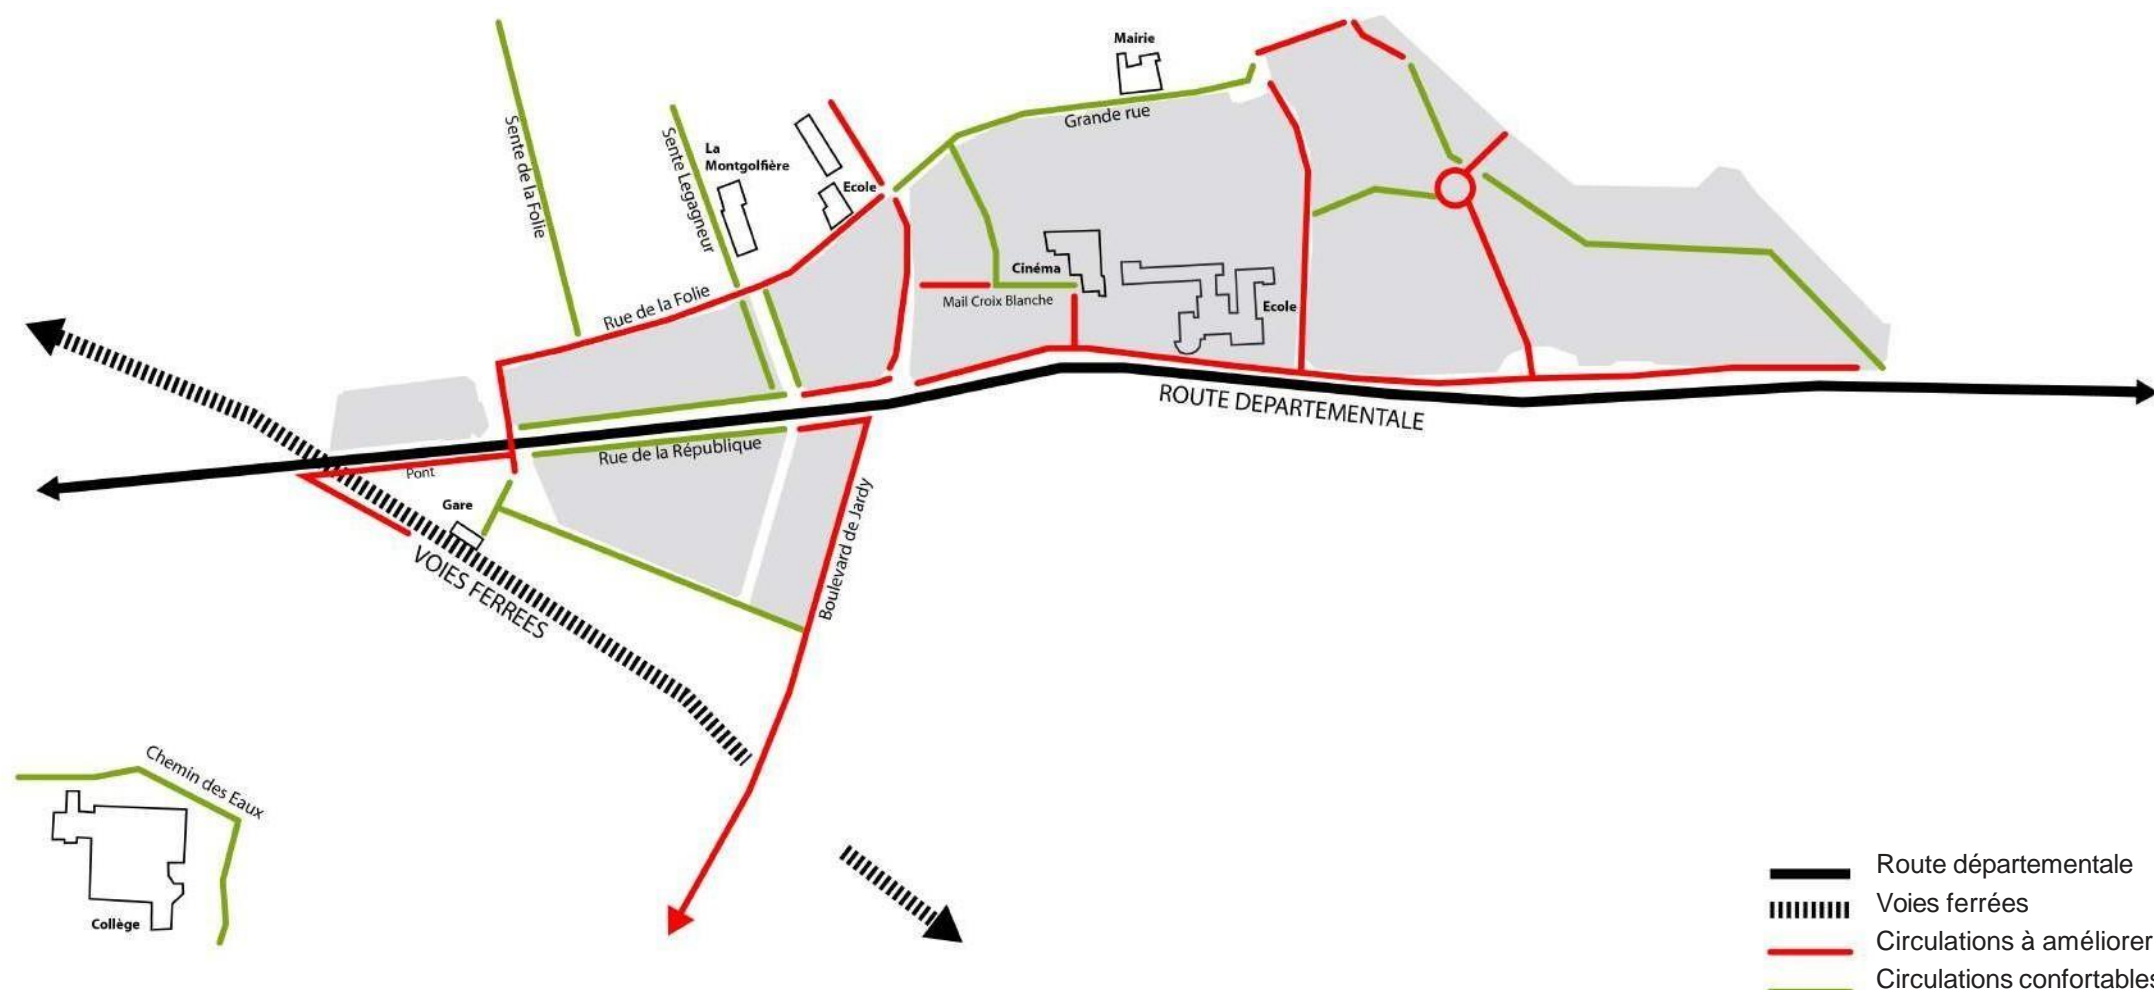 Mairie
Grande rue
Sente de la Folie
Sente Legagneur
La
Montgolfière
Ecole
Cinéma
Mail Croix Blanche
Ecole
Rue de la Folie
ROUTE DEPARTEMENTALE
Rue de la République
Pont
Gare
VOIES FERREES
Boulevard de Jardy
Chemin des Eaux
Collège
Route départementale
Voies ferrées
Circulations à améliorer
Circulations confortables